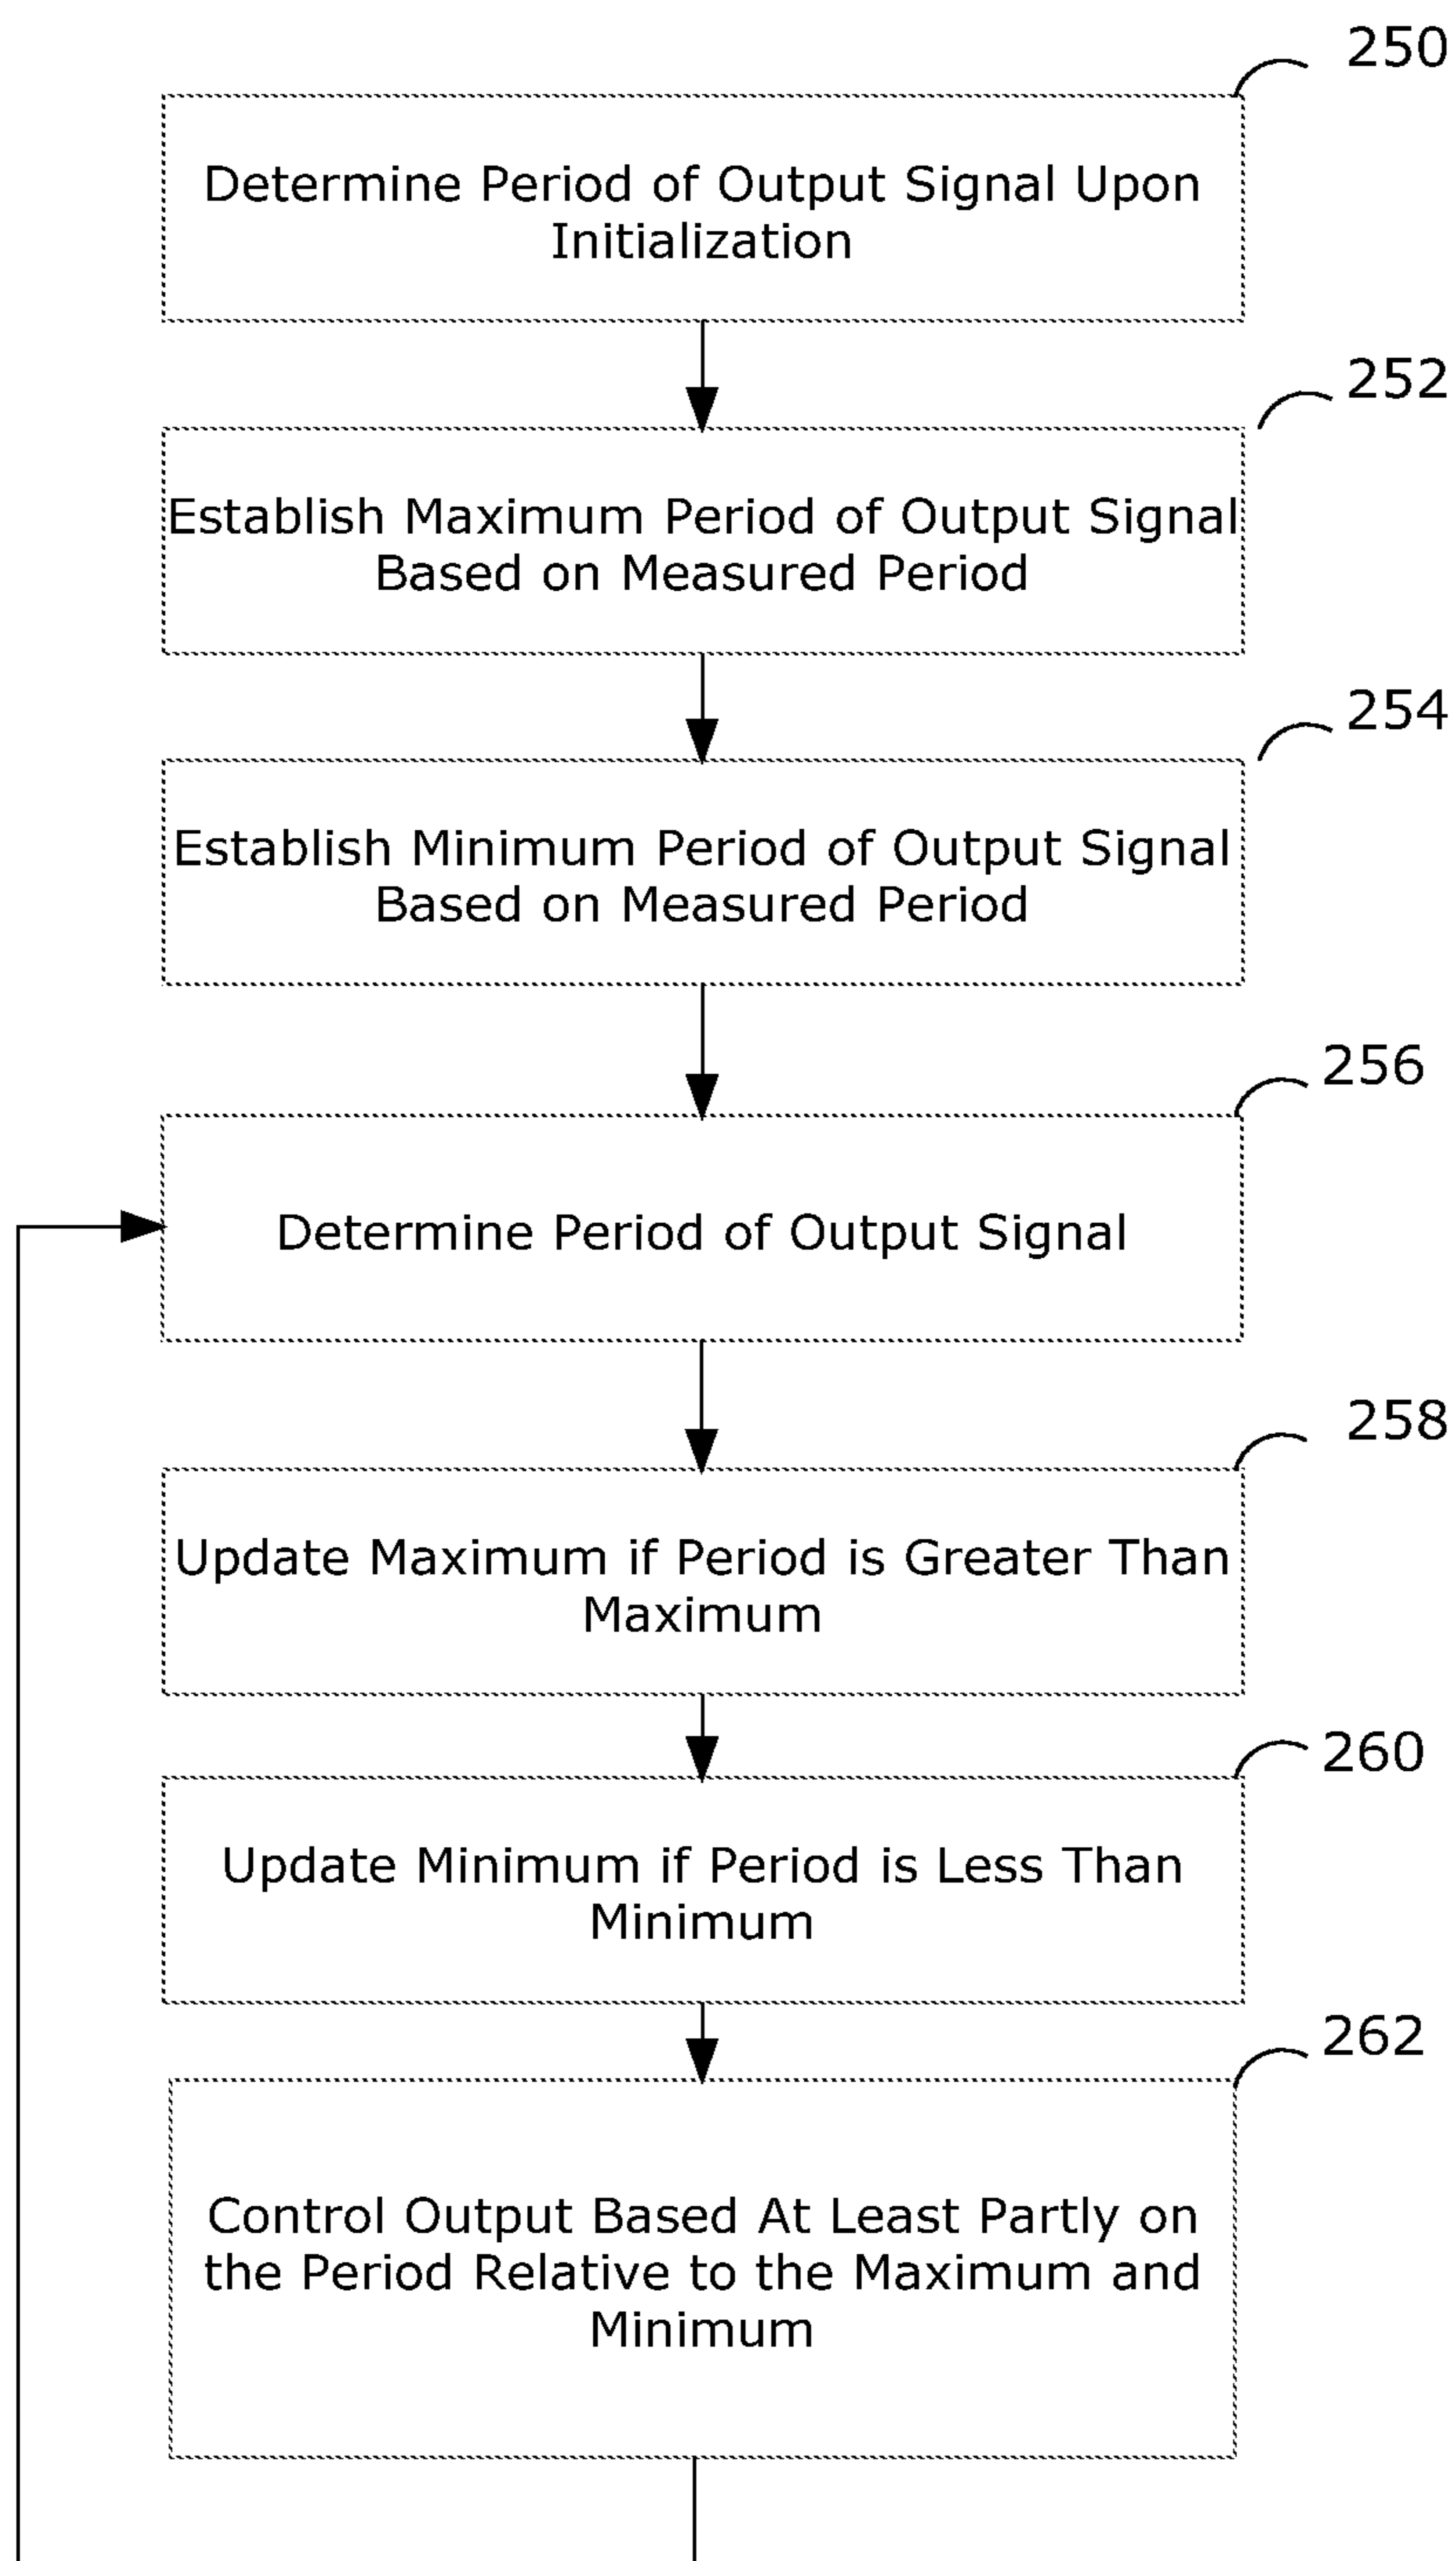 250
Determine Period of Output Signal Upon
Initialization
252
Establish Maximum Period of Output Signal
Based on Measured Period
254
Establish Minimum Period of Output Signal
Based on Measured Period
256
Determine Period of Output Signal
258
Update Maximum if Period is Greater Than
Maximum
260
Update Minimum if Period is Less Than
Minimum
262
Control Output Based At Least Partly on
the Period Relative to the Maximum and
Minimum